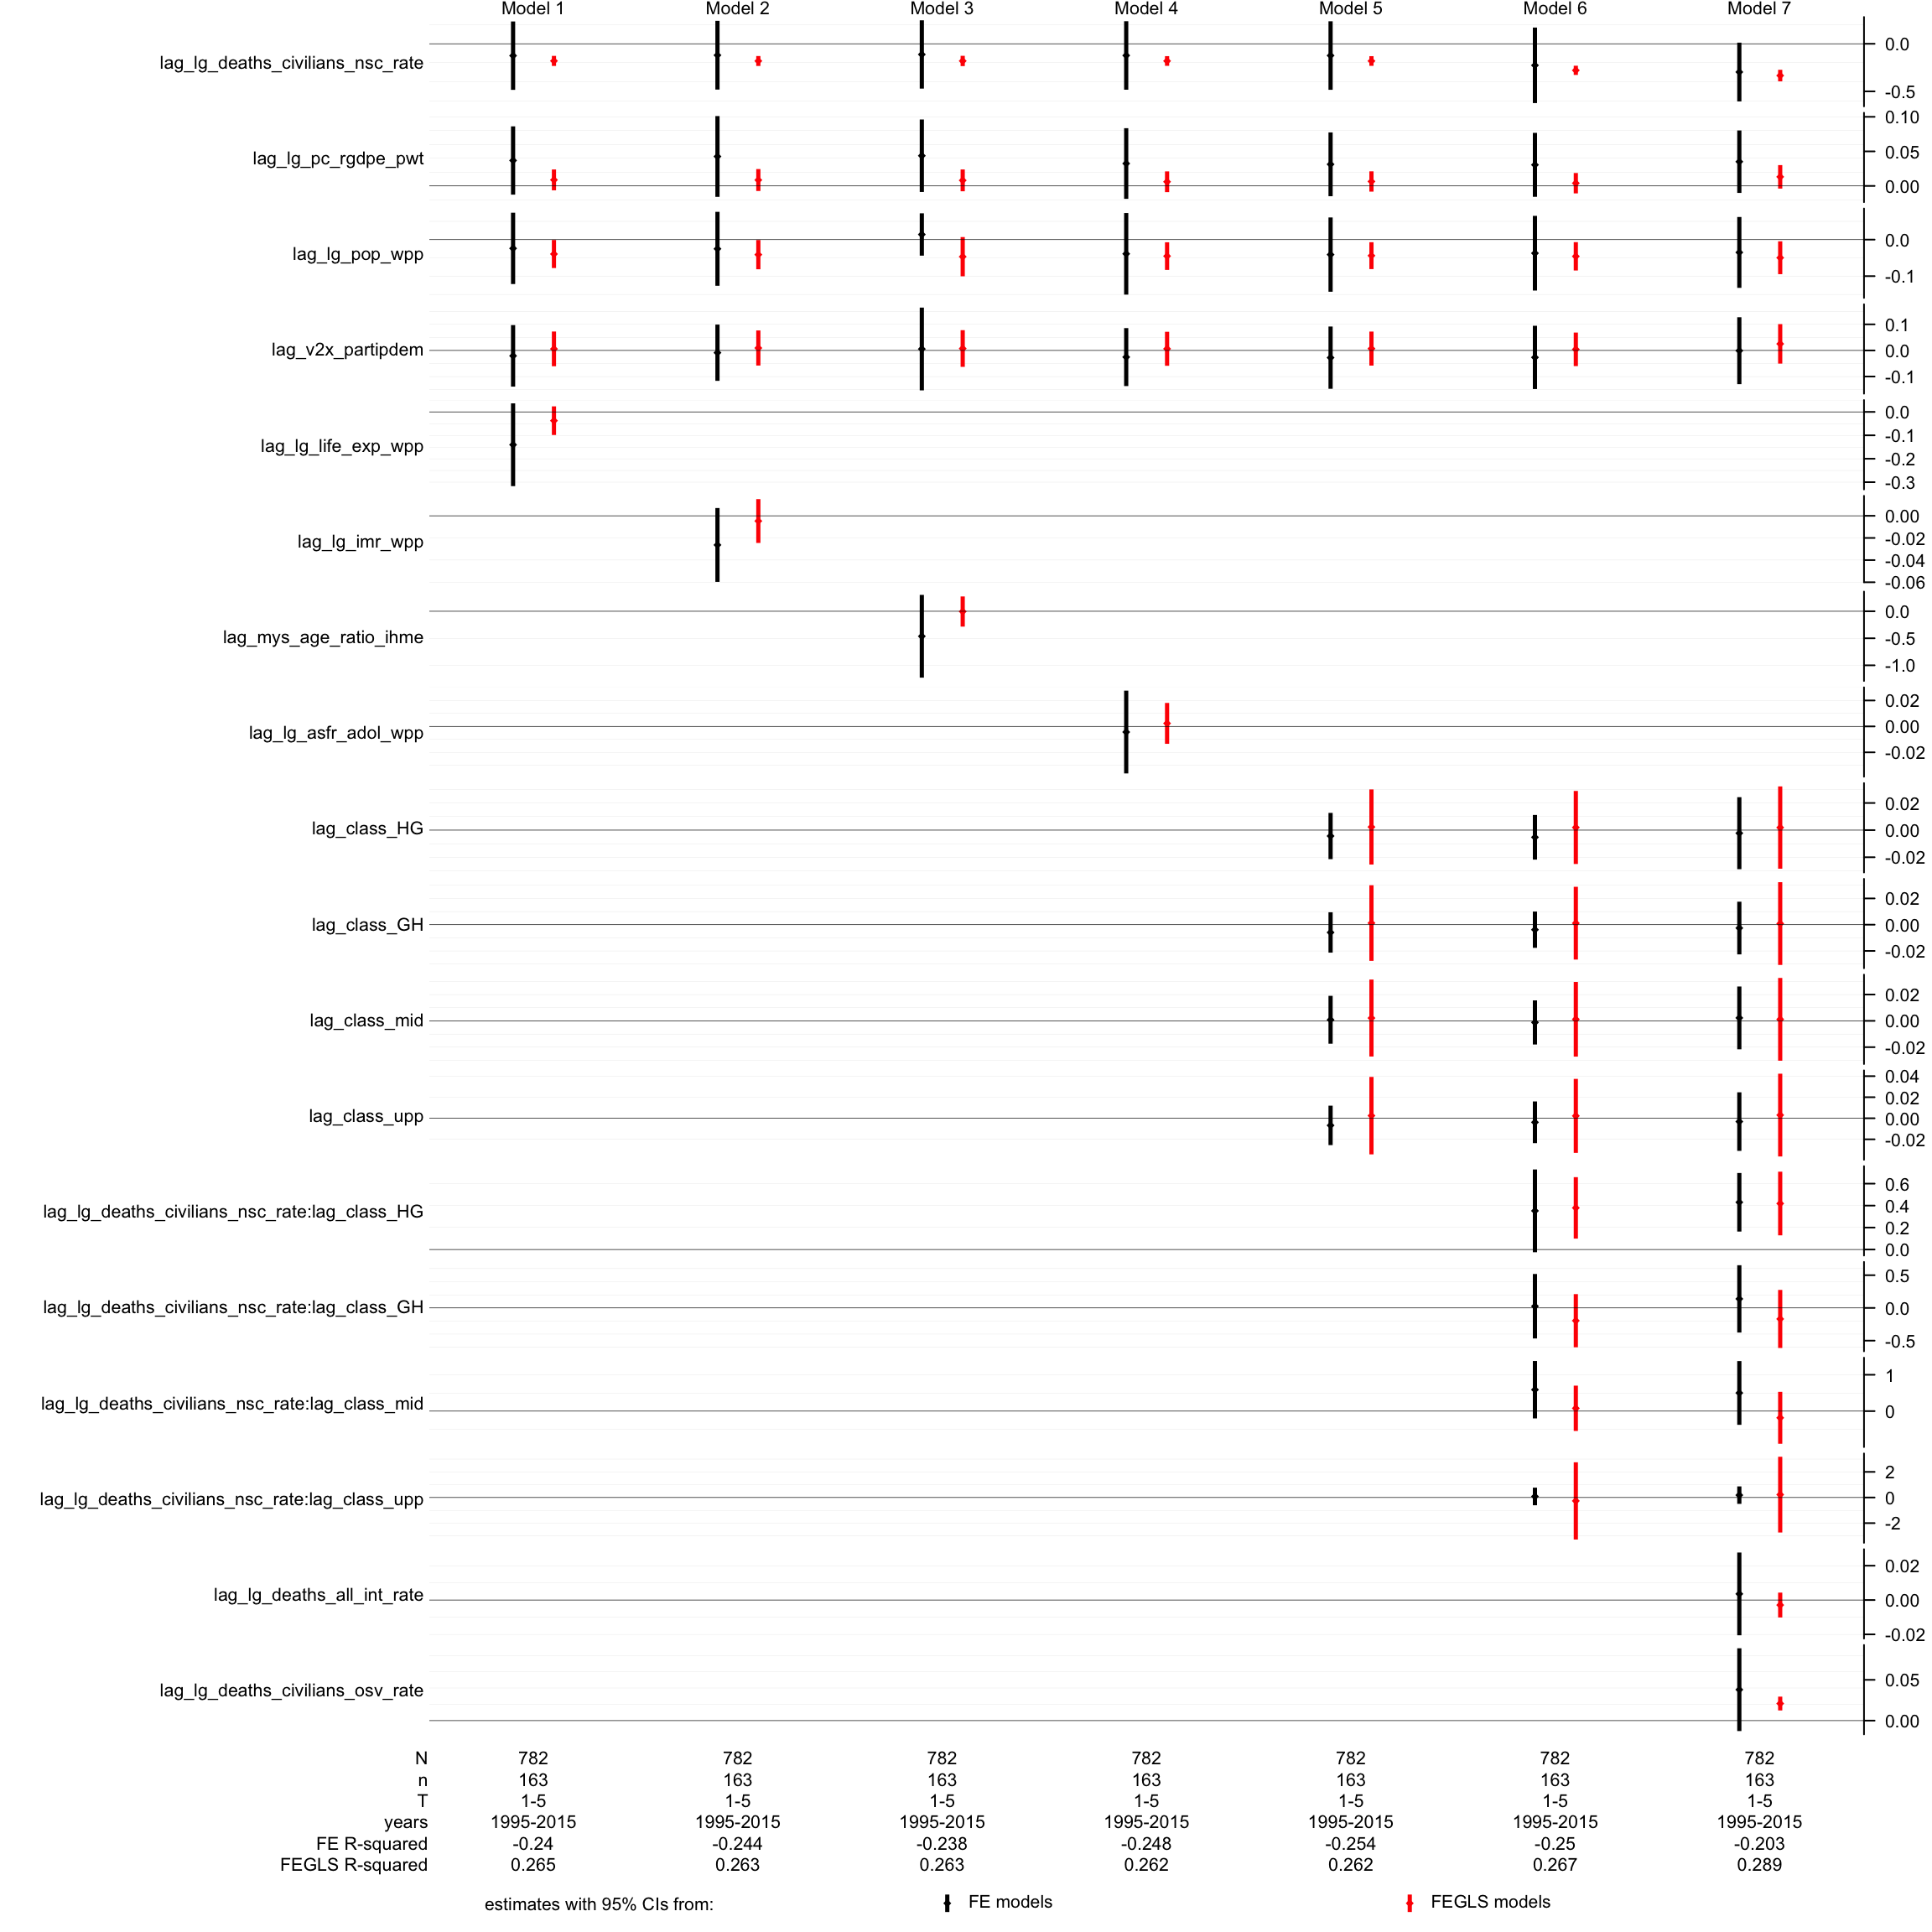 Model 1 Model 2 Model 3 Model 4 Model 5 Model 6 Model 7
lag_lg_deaths_civilians_nsc_rate
0.0
-0.5
lag_lg_pc_rgdpe_pwt
0.10
0.05
0.00
lag_lg_pop_wpp
0.0
-0.1
lag_v2x_partipdem
0.1
0.0
-0.1
lag_lg_life_exp_wpp
0.0
-0.1
-0.2
-0.3
lag_lg_imr_wpp
0.00
-0.02
-0.04
-0.06
lag_mys_age_ratio_ihme
0.0
-0.5
-1.0
lag_lg_asfr_adol_wpp
0.02
0.00
-0.02
lag_class_HG
0.02
0.00
-0.02
lag_class_GH
0.02
0.00
-0.02
lag_class_mid
0.02
0.00
-0.02
lag_class_upp
0.04
0.02
0.00
-0.02
lag_lg_deaths_civilians_nsc_rate:lag_class_HG
0.6
0.4
0.2
0.0
lag_lg_deaths_civilians_nsc_rate:lag_class_GH
0.5
0.0
-0.5
lag_lg_deaths_civilians_nsc_rate:lag_class_mid
1
0
lag_lg_deaths_civilians_nsc_rate:lag_class_upp
2
0
-2
lag_lg_deaths_all_int_rate
0.02
0.00
-0.02
lag_lg_deaths_civilians_osv_rate
0.05
0.00
N 782 782 782 782 782 782 782
n 163 163 163 163 163 163 163
T 1-5 1-5 1-5 1-5 1-5 1-5 1-5
years 1995-2015 1995-2015 1995-2015 1995-2015 1995-2015 1995-2015 1995-2015
FE R-squared -0.24 -0.244 -0.238 -0.248 -0.254 -0.25 -0.203
FEGLS R-squared 0.265 0.263 0.263 0.262 0.262 0.267 0.289
estimates with 95% CIs from: FE models FEGLS models